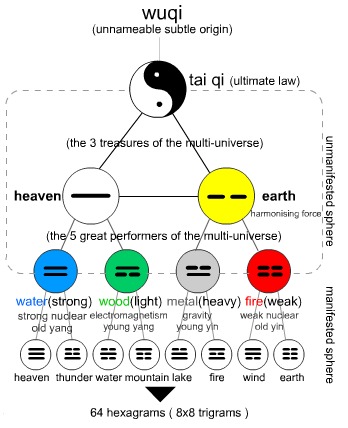 wuqi
(unnameable subtle origin)
tai qi (ultimate law)
(the 3 treasures of the multi-universe)
unmanifested sphere
heaven
earth
harmonising force
(the 5 great performers of the multi-universe)
water(strong) wood(light) metal(heavy) fire(weak)
strong nuclear electromagnetism gravity weak nuclear
old yang young yang young yin old yin
manifested sphere
heaven thunder water mountain lake fire wind earth
64 hexagrams ( 8x8 trigrams )